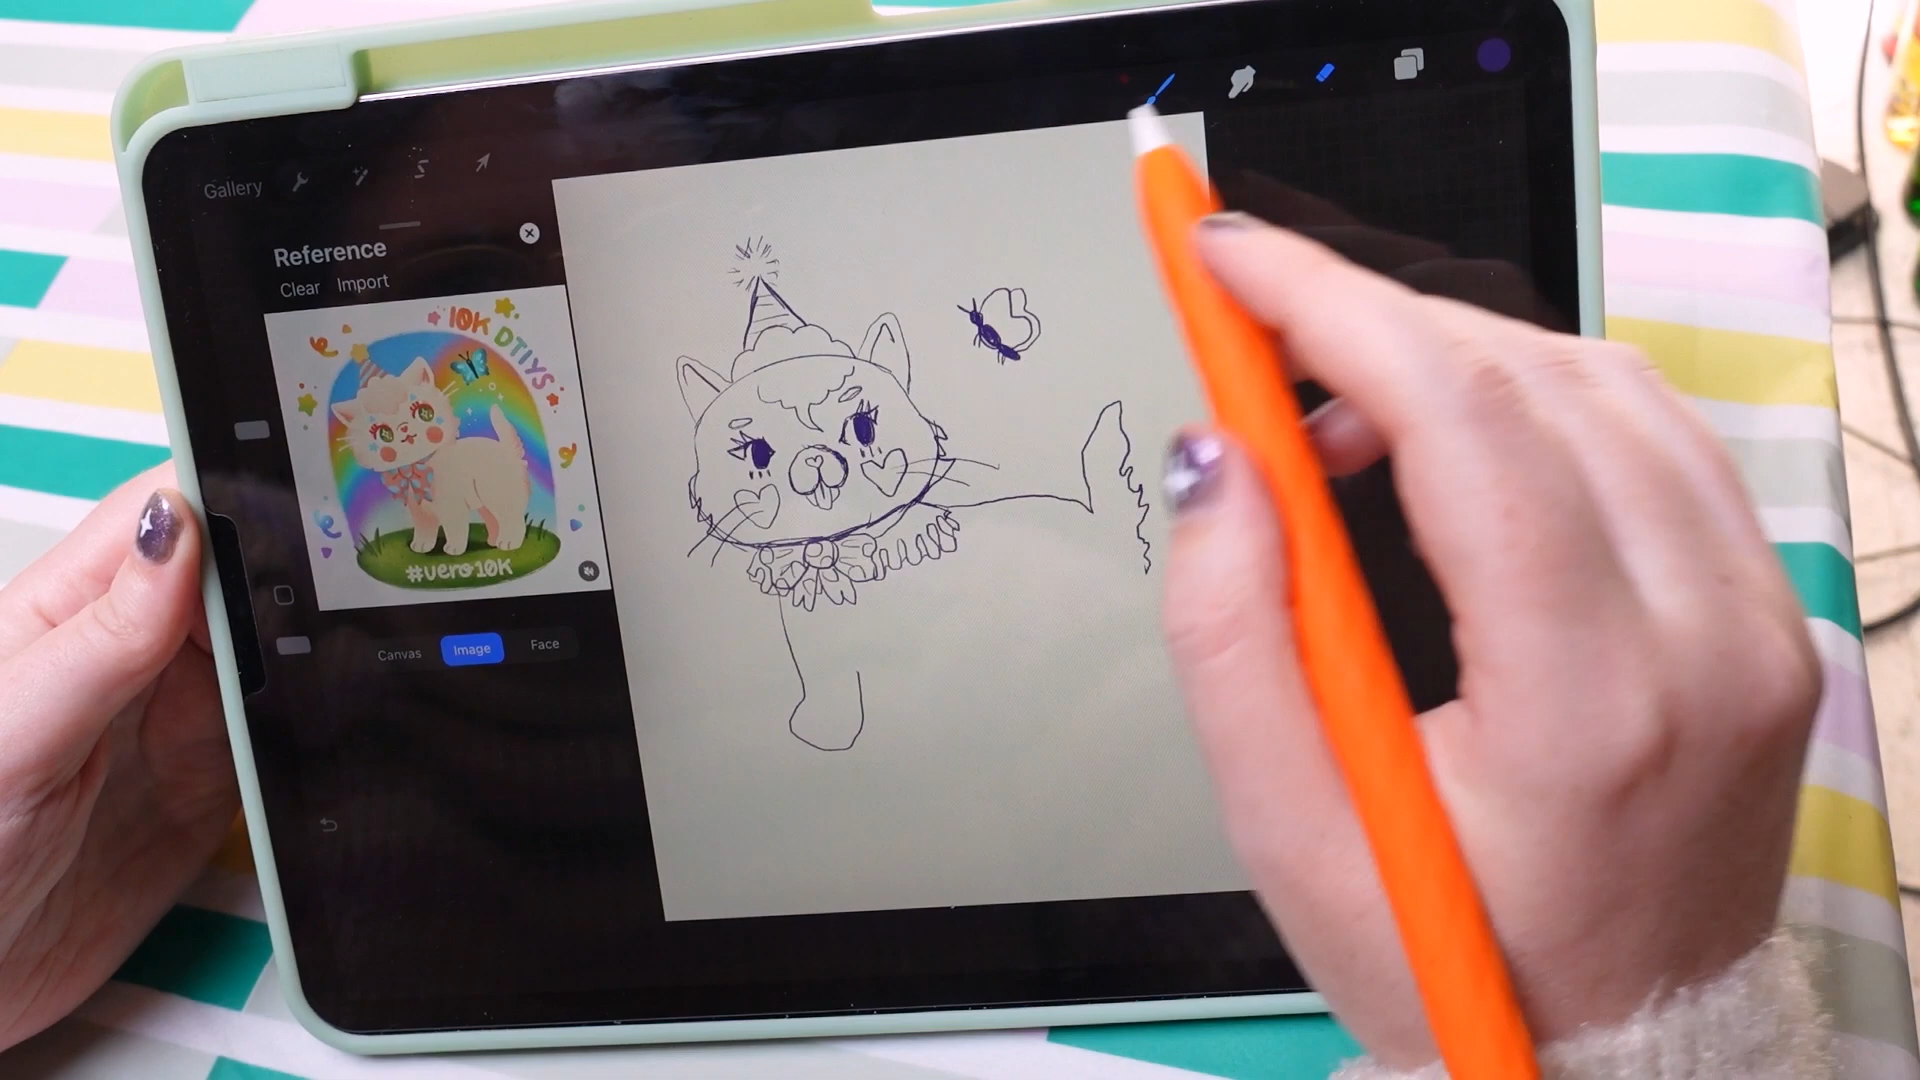 Gallery
Reference
Clear Import
10K DTIYS
#vero10K
Canvas Image Face